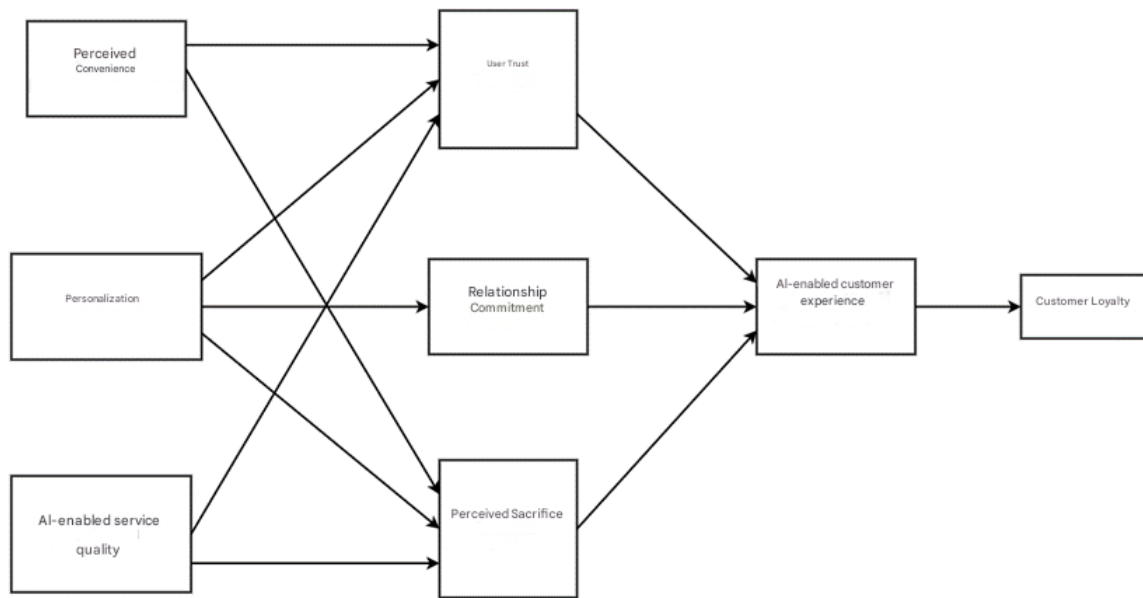 Perceived
Convenience
User Trust
Personalization
Relationship
Commitment
AI-enabled customer
experience
Customer Loyalty
AI-enabled service
quality
Perceived Sacrifice